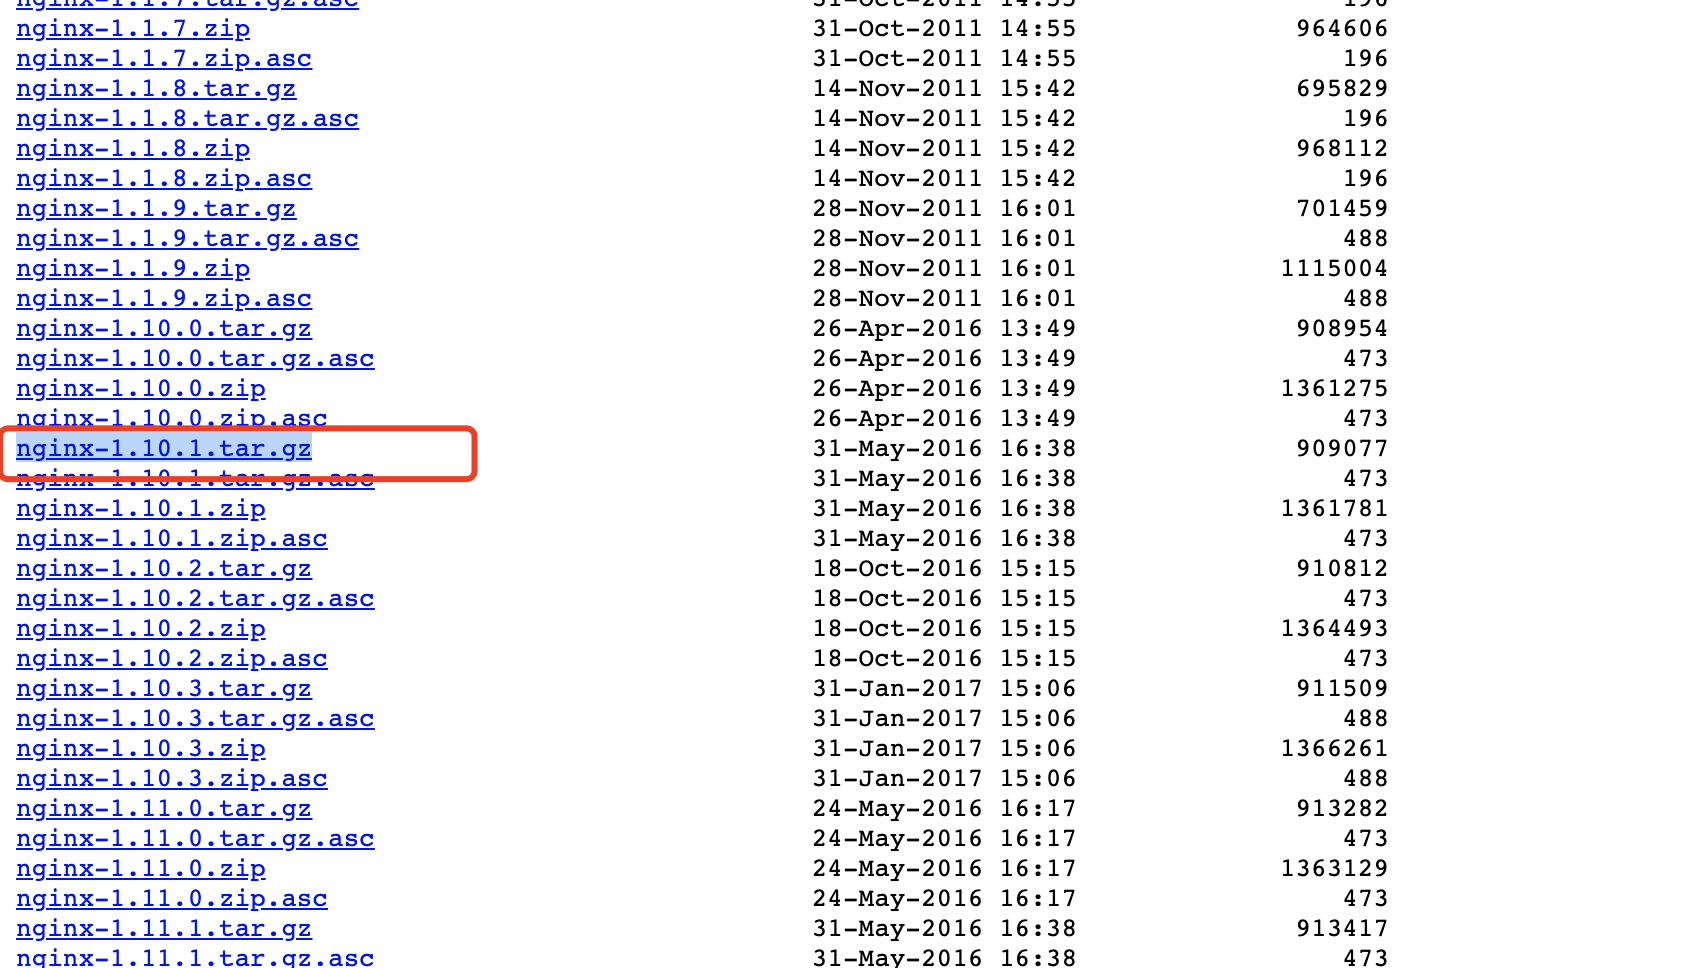 nginx-1.1.7.tar.gz.asc 31-Oct-2011 14:55 196
nginx-1.1.7.zip 31-Oct-2011 14:55 964606
nginx-1.1.7.zip.asc 31-Oct-2011 14:55 196
nginx-1.1.8.tar.gz 14-Nov-2011 15:42 695829
nginx-1.1.8.tar.gz.asc 14-Nov-2011 15:42 196
nginx-1.1.8.zip 14-Nov-2011 15:42 968112
nginx-1.1.8.zip.asc 14-Nov-2011 15:42 196
nginx-1.1.9.tar.gz 28-Nov-2011 16:01 701459
nginx-1.1.9.tar.gz.asc 28-Nov-2011 16:01 488
nginx-1.1.9.zip 28-Nov-2011 16:01 1115004
nginx-1.1.9.zip.asc 28-Nov-2011 16:01 488
nginx-1.10.0.tar.gz 26-Apr-2016 13:49 908954
nginx-1.10.0.tar.gz.asc 26-Apr-2016 13:49 473
nginx-1.10.0.zip 26-Apr-2016 13:49 1361275
nginx-1.10.0.zip.asc 26-Apr-2016 13:49 473
nginx-1.10.1.tar.gz 31-May-2016 16:38 909077
nginx-1.10.1.tar.gz.asc 31-May-2016 16:38 473
nginx-1.10.1.zip 31-May-2016 16:38 1361781
nginx-1.10.1.zip.asc 31-May-2016 16:38 473
nginx-1.10.2.tar.gz 18-Oct-2016 15:15 910812
nginx-1.10.2.tar.gz.asc 18-Oct-2016 15:15 473
nginx-1.10.2.zip 18-Oct-2016 15:15 1364493
nginx-1.10.2.zip.asc 18-Oct-2016 15:15 473
nginx-1.10.3.tar.gz 31-Jan-2017 15:06 911509
nginx-1.10.3.tar.gz.asc 31-Jan-2017 15:06 488
nginx-1.10.3.zip 31-Jan-2017 15:06 1366261
nginx-1.10.3.zip.asc 31-Jan-2017 15:06 488
nginx-1.11.0.tar.gz 24-May-2016 16:17 913282
nginx-1.11.0.tar.gz.asc 24-May-2016 16:17 473
nginx-1.11.0.zip 24-May-2016 16:17 1363129
nginx-1.11.0.zip.asc 24-May-2016 16:17 473
nginx-1.11.1.tar.gz 31-May-2016 16:38 913417
nginx-1.11.1.tar.gz.asc 31-May-2016 16:38 473